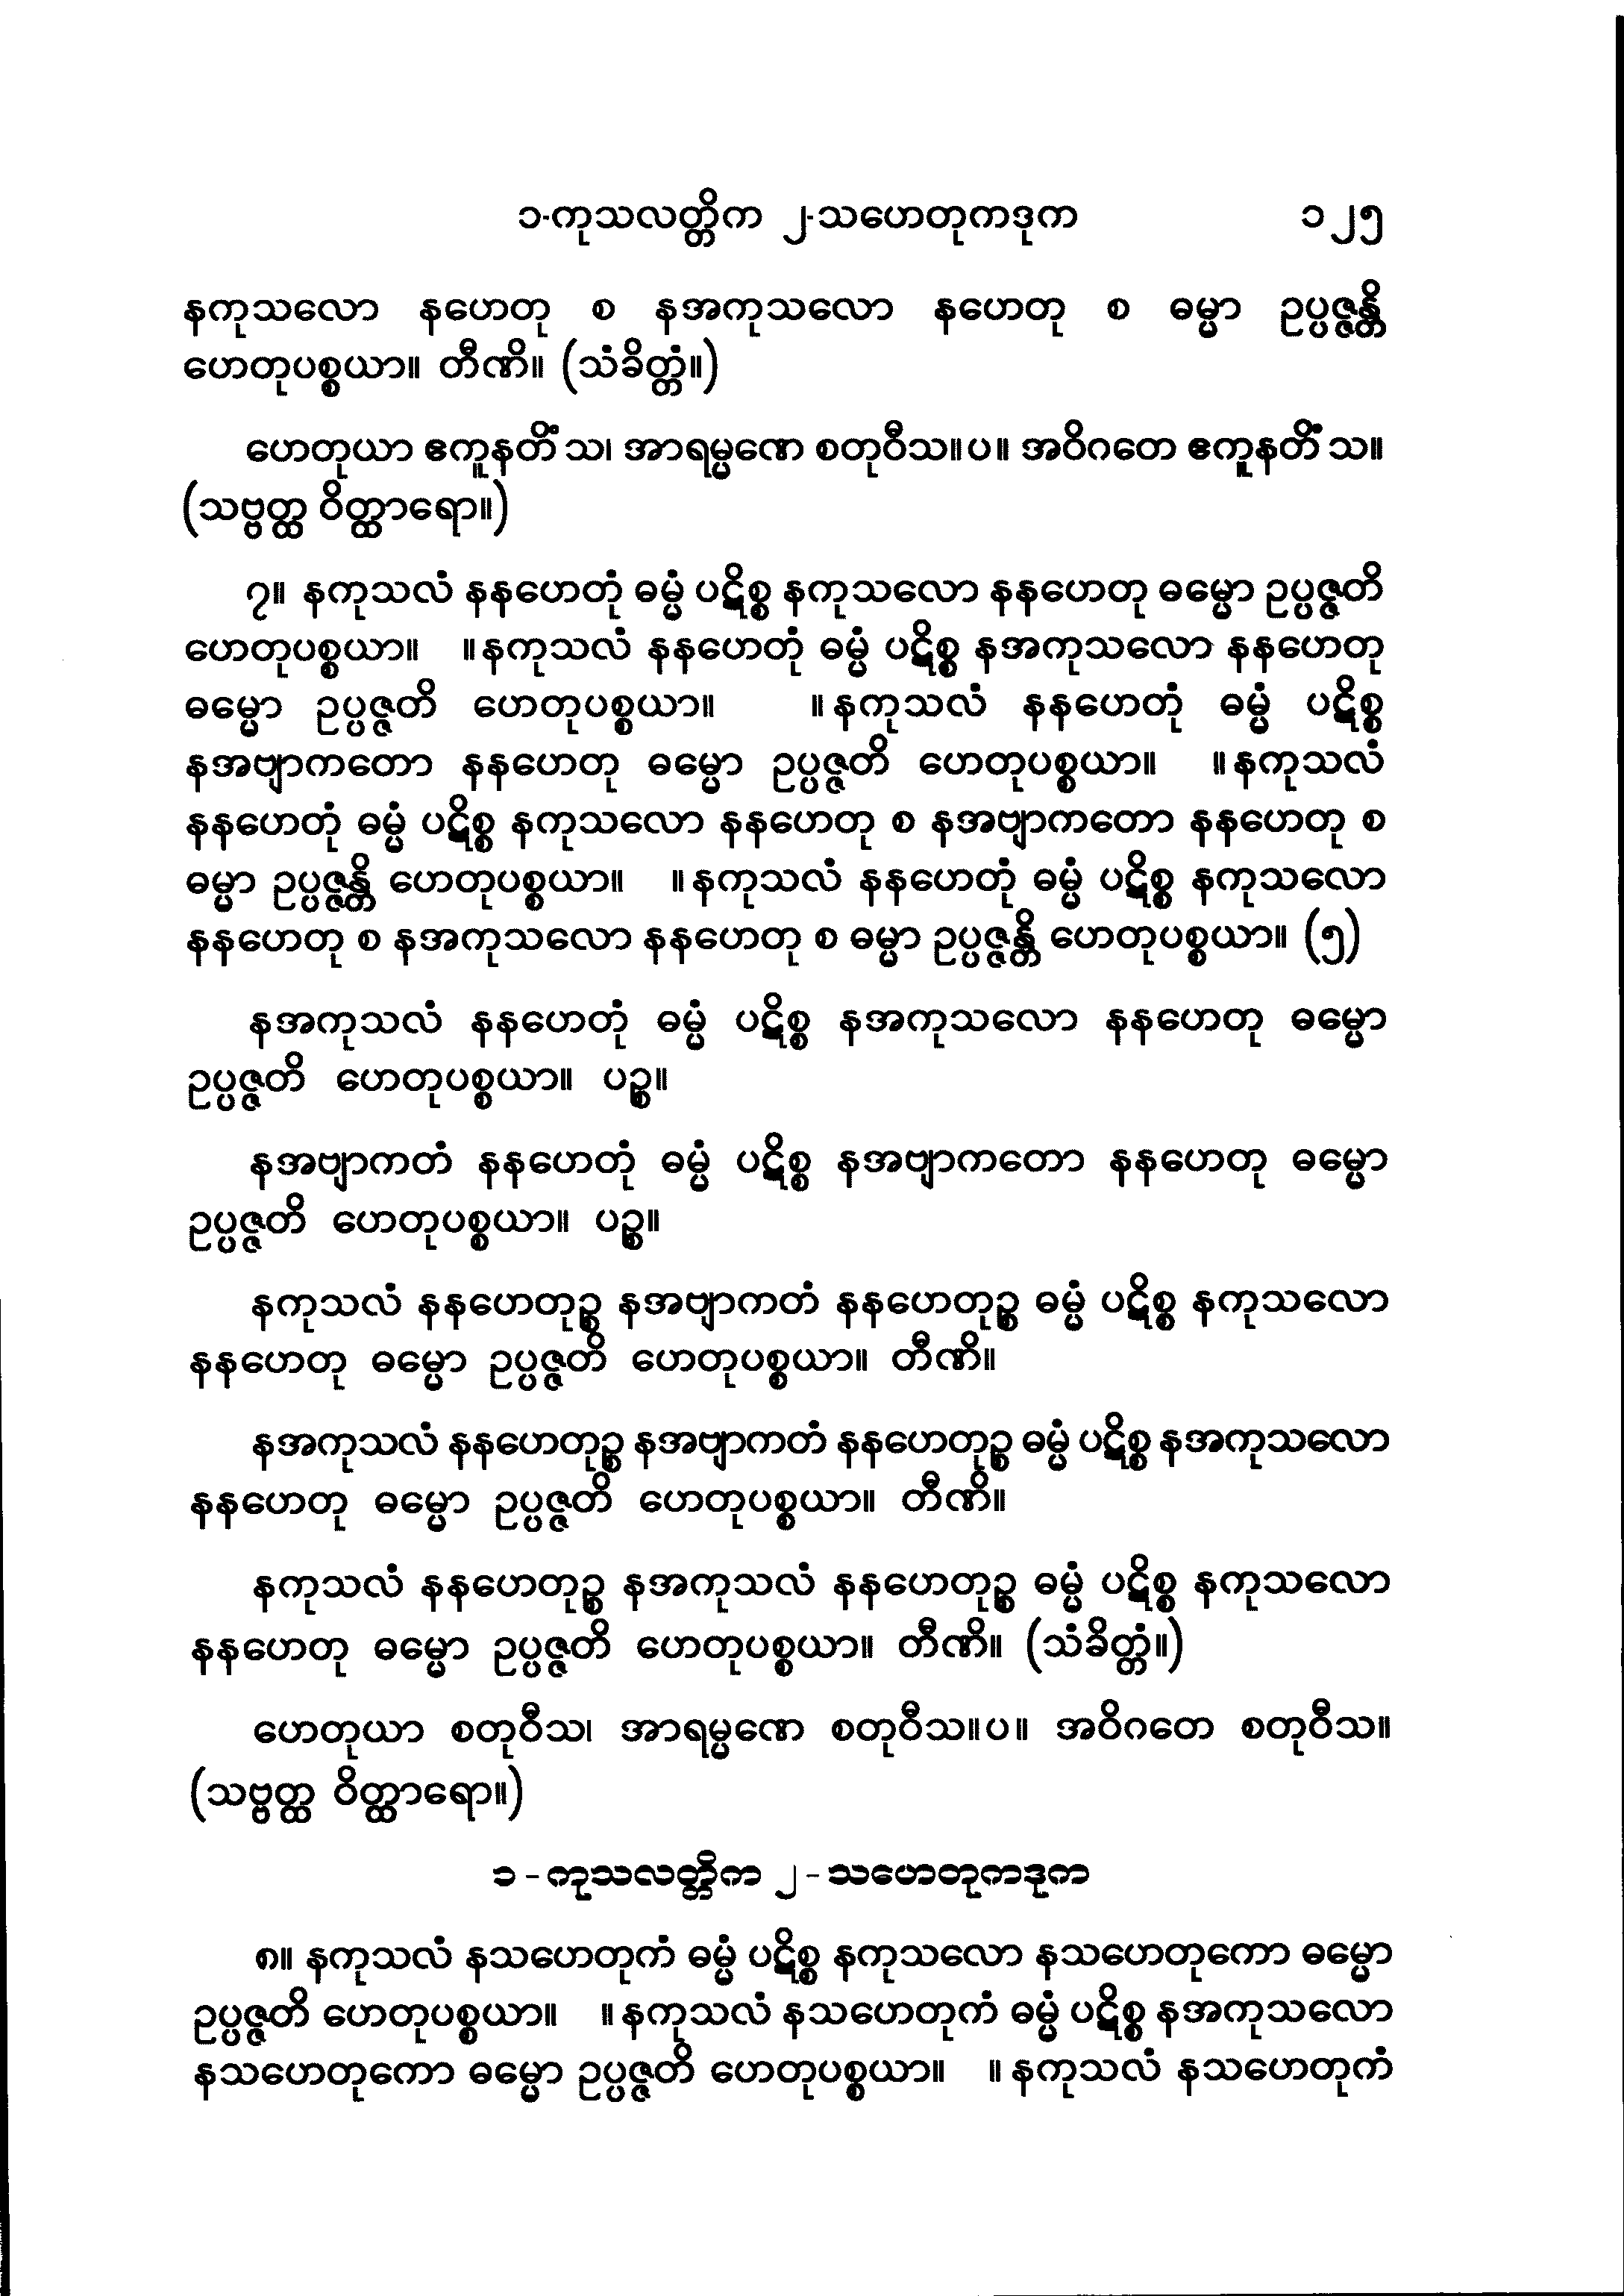 ၁-ကုသလတ္တိက ၂-သဟေတုကဒုက ၁၂၅
နကုသလော နဟေတု စ နအကုသလော နဟေတု စ ဓမ္မာ ဥပ္ပဇ္ဇန္တိ
ဟေတုပစ္စယာ။ တီဏိ။ (သံခိတ္တံ။)
ဟေတုယာ ဧကူနတိံသ၊ အာရမ္မဏေ စတုဝီသ။ပ။ အဝိဂတေ ဧကူနတိံသ။
(သဗ္ဗတ္ထ ဝိတ္ထာရော။)
၇။ နကုသလံ နနဟေတုံ ဓမ္မံ ပဋိစ္စ နကုသလော နနဟေတု ဓမ္မော ဥပ္ပဇ္ဇတိ
ဟေတုပစ္စယာ။ ။နကုသလံ နနဟေတုံ ဓမ္မံ ပဋိစ္စ နအကုသလော နနဟေတု
ဓမ္မော ဥပ္ပဇ္ဇတိ ဟေတုပစ္စယာ။ ။နကုသလံ နနဟေတုံ ဓမ္မံ ပဋိစ္စ
နအဗျာကတော နနဟေတု ဓမ္မော ဥပ္ပဇ္ဇတိ ဟေတုပစ္စယာ။ ။နကုသလံ
နနဟေတုံ ဓမ္မံ ပဋိစ္စ နကုသလော နနဟေတု စ နအဗျာကတော နနဟေတု စ
ဓမ္မာ ဥပ္ပဇ္ဇန္တိ ဟေတုပစ္စယာ။ ။နကုသလံ နနဟေတုံ ဓမ္မံ ပဋိစ္စ နကုသလော
နနဟေတု စ နအကုသလော နနဟေတု စ ဓမ္မာ ဥပ္ပဇ္ဇန္တိ ဟေတုပစ္စယာ။ (၅)
နအကုသလံ နနဟေတုံ ဓမ္မံ ပဋိစ္စ နအကုသလော နနဟေတု ဓမ္မော
ဥပ္ပဇ္ဇတိ ဟေတုပစ္စယာ။ ပဉ္စ။
နအဗျာကတံ နနဟေတုံ ဓမ္မံ ပဋိစ္စ နအဗျာကတော နနဟေတု ဓမ္မော
ဥပ္ပဇ္ဇတိ ဟေတုပစ္စယာ။ ပဉ္စ။
နကုသလံ နနဟေတုဉ္စ နအဗျာကတံ နနဟေတုဉ္စ ဓမ္မံ ပဋိစ္စ နကုသလော
နနဟေတု ဓမ္မော ဥပ္ပဇ္ဇတိ ဟေတုပစ္စယာ။ တီဏိ။
နအကုသလံ နနဟေတုဉ္စ နအဗျာကတံ နနဟေတုဉ္စ ဓမ္မံ ပဋိစ္စ နအကုသလော
နနဟေတု ဓမ္မော ဥပ္ပဇ္ဇတိ ဟေတုပစ္စယာ။ တီဏိ။
နကုသလံ နနဟေတုဉ္စ နအကုသလံ နနဟေတုဉ္စ ဓမ္မံ ပဋိစ္စ နကုသလော
နနဟေတု ဓမ္မော ဥပ္ပဇ္ဇတိ ဟေတုပစ္စယာ။ တီဏိ။ (သံခိတ္တံ။)
ဟေတုယာ စတုဝီသ၊ အာရမ္မဏေ စတုဝီသ။ပ။ အဝိဂတေ စတုဝီသ။
(သဗ္ဗတ္ထ ဝိတ္ထာရော။)
၁ - ကုသလတ္တိက ၂ - သဟေတုကဒုက
၈။ နကုသလံ နသဟေတုကံ ဓမ္မံ ပဋိစ္စ နကုသလော နသဟေတုကော ဓမ္မော
ဥပ္ပဇ္ဇတိ ဟေတုပစ္စယာ။ ။နကုသလံ နသဟေတုကံ ဓမ္မံ ပဋိစ္စ နအကုသလော
နသဟေတုကော ဓမ္မော ဥပ္ပဇ္ဇတိ ဟေတုပစ္စယာ။ ။နကုသလံ နသဟေတုကံ